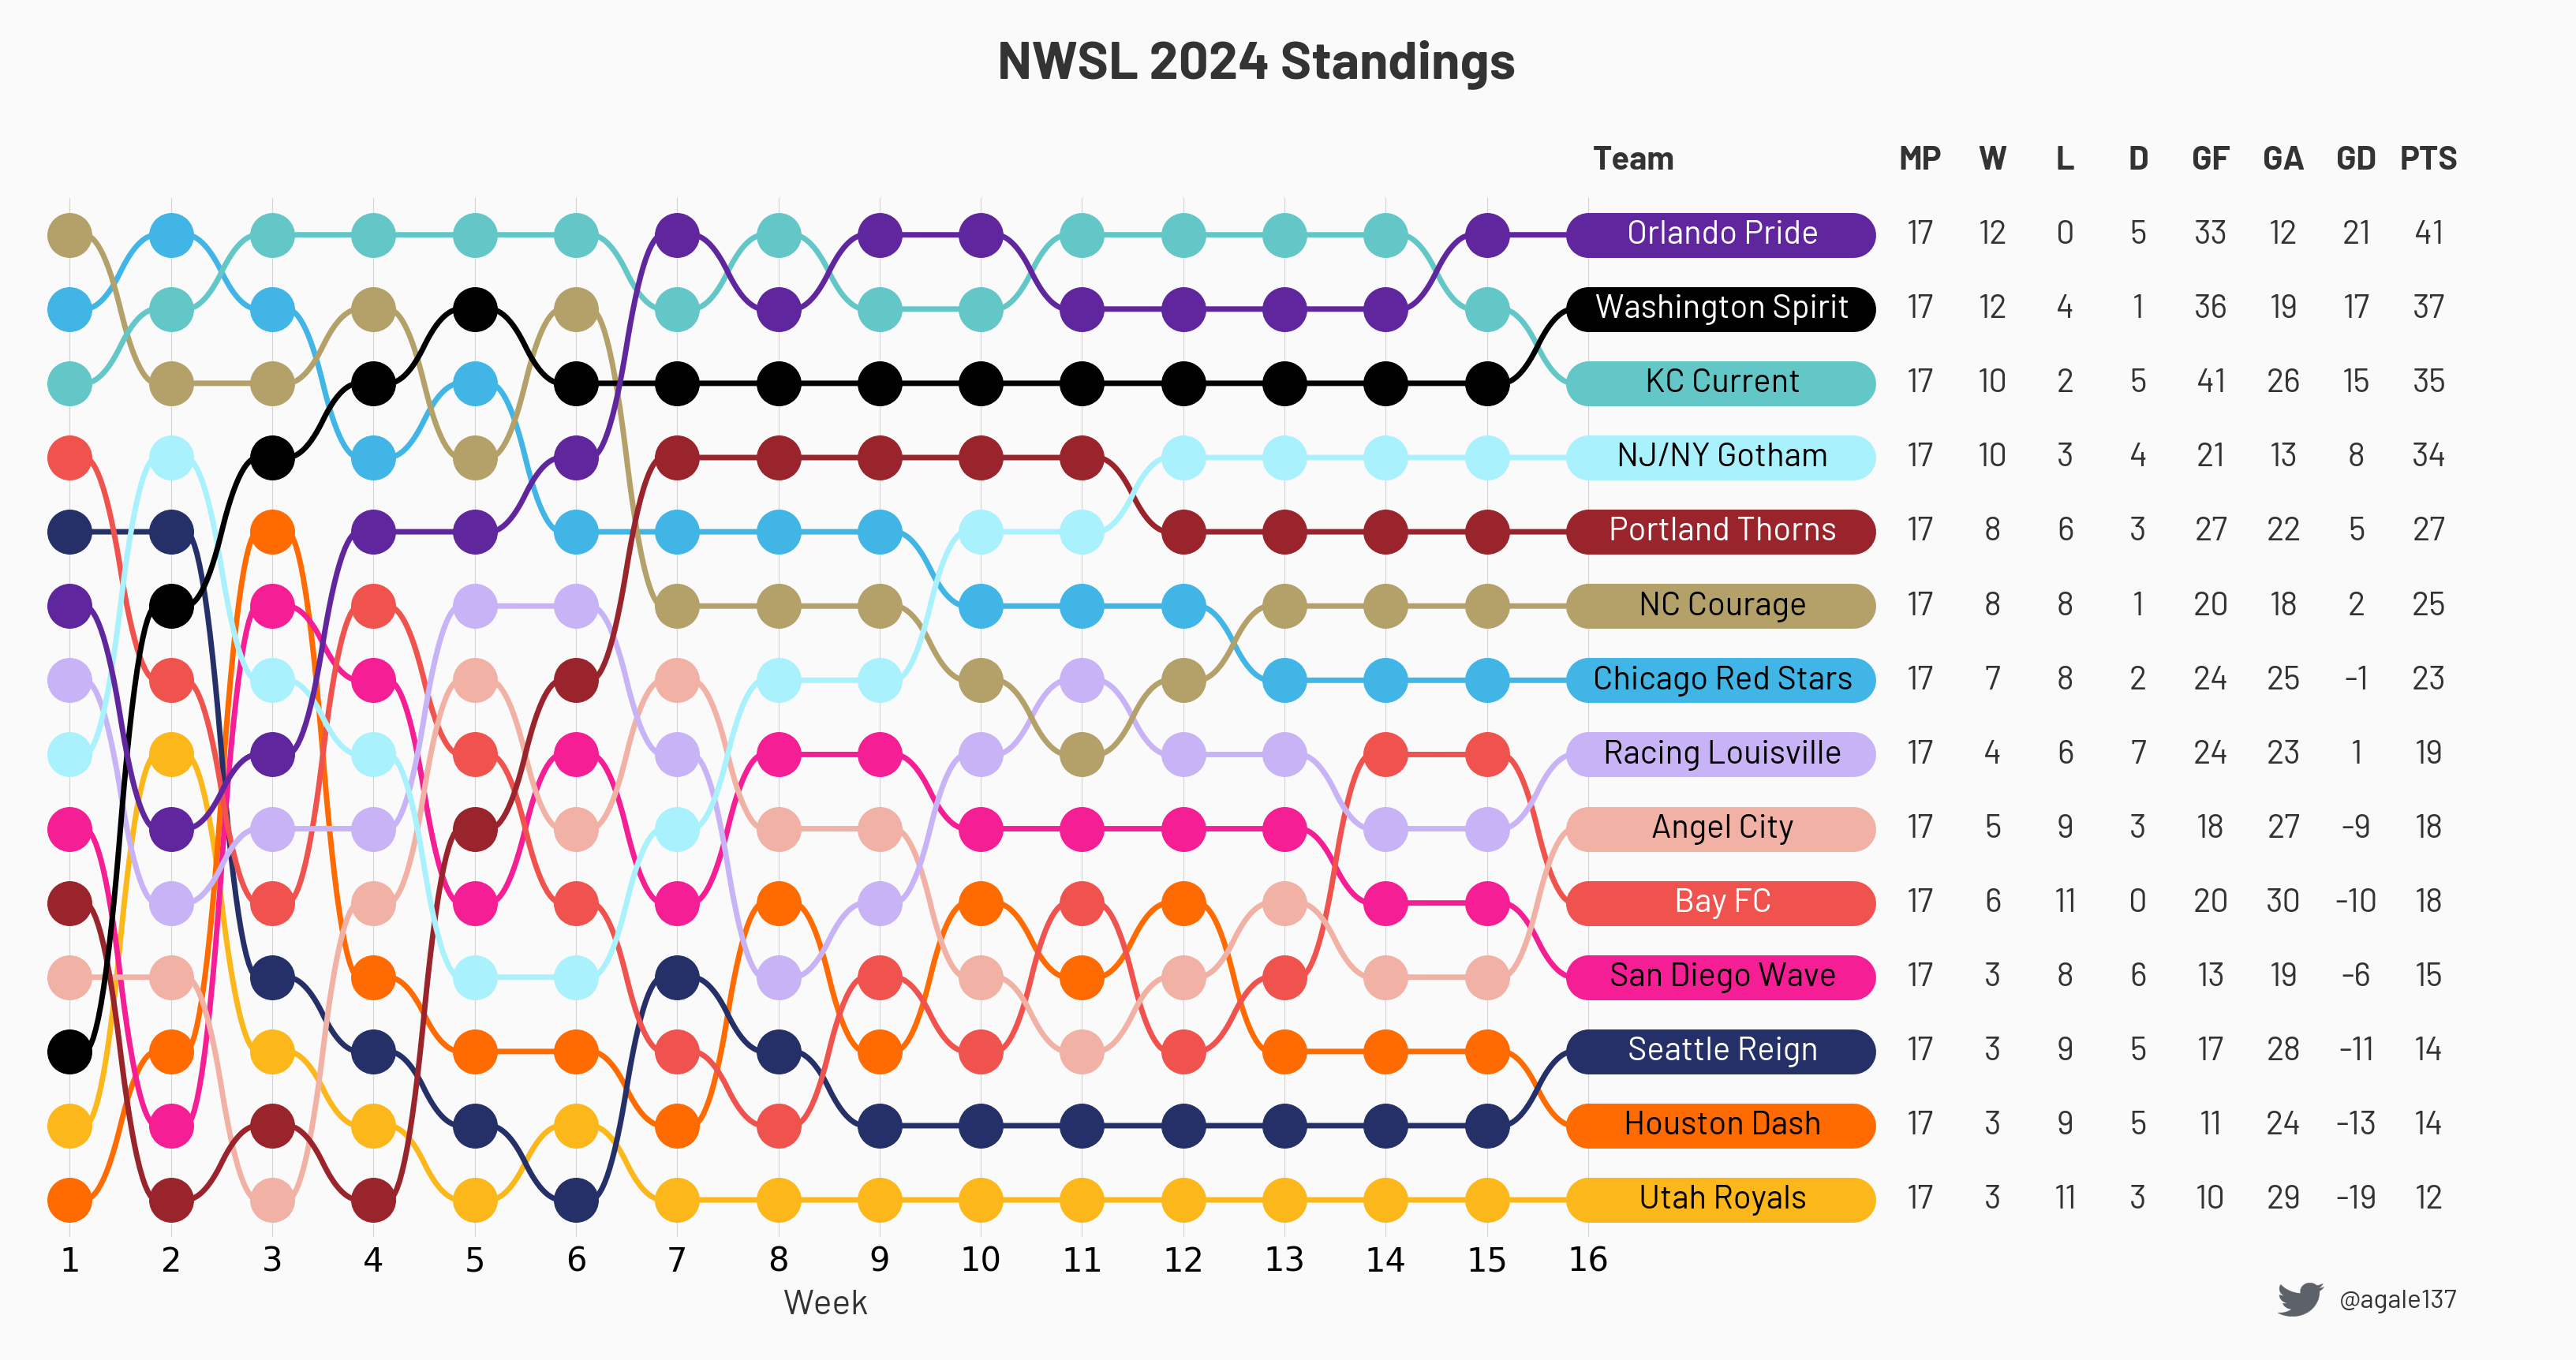 NWSL 2024 Standings
Team MP W L D GF GA GD PTS
Orlando Pride 17 12 0 5 33 12 21 41
Washington Spirit 17 12 4 1 36 19 17 37
KC Current 17 10 2 5 41 26 15 35
NJ/NY Gotham 17 10 3 4 21 13 8 34
Portland Thorns 17 8 6 3 27 22 5 27
NC Courage 17 8 8 1 20 18 2 25
Chicago Red Stars 17 7 8 2 24 25 -1 23
Racing Louisville 17 4 6 7 24 23 1 19
Angel City 17 5 9 3 18 27 -9 18
Bay FC 17 6 11 0 20 30 -10 18
San Diego Wave 17 3 8 6 13 19 -6 15
Seattle Reign 17 3 9 5 17 28 -11 14
Houston Dash 17 3 9 5 11 24 -13 14
Utah Royals 17 3 11 3 10 29 -19 12
1 2 3 4 5 6 7 8 9 10 11 12 13 14 15 16
Week
@agale137